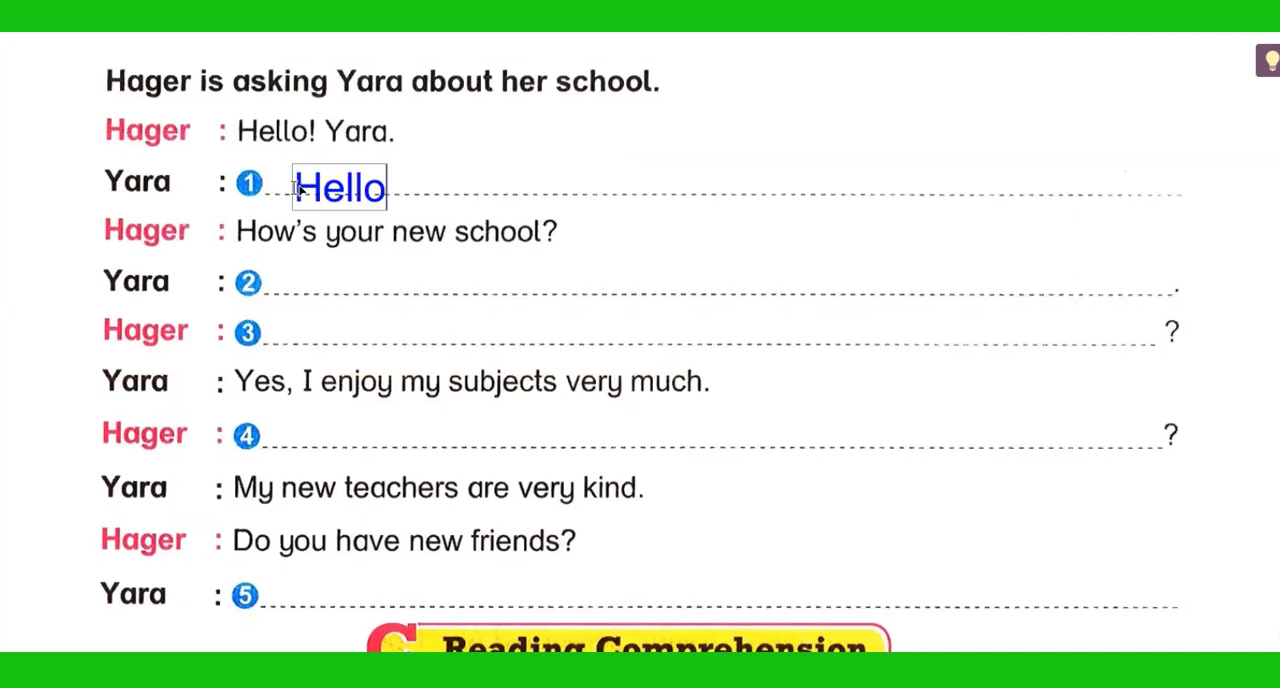 Hager is asking Yara about her school.
Hager : Hello! Yara.
Yara : 1 Hello
Hager : How's your new school?
Yara : 2 .
Hager : 3 ?
Yara : Yes, I enjoy my subjects very much.
Hager : 4 ?
Yara : My new teachers are very kind.
Hager : Do you have new friends?
Yara : 5
Reading Comprehension